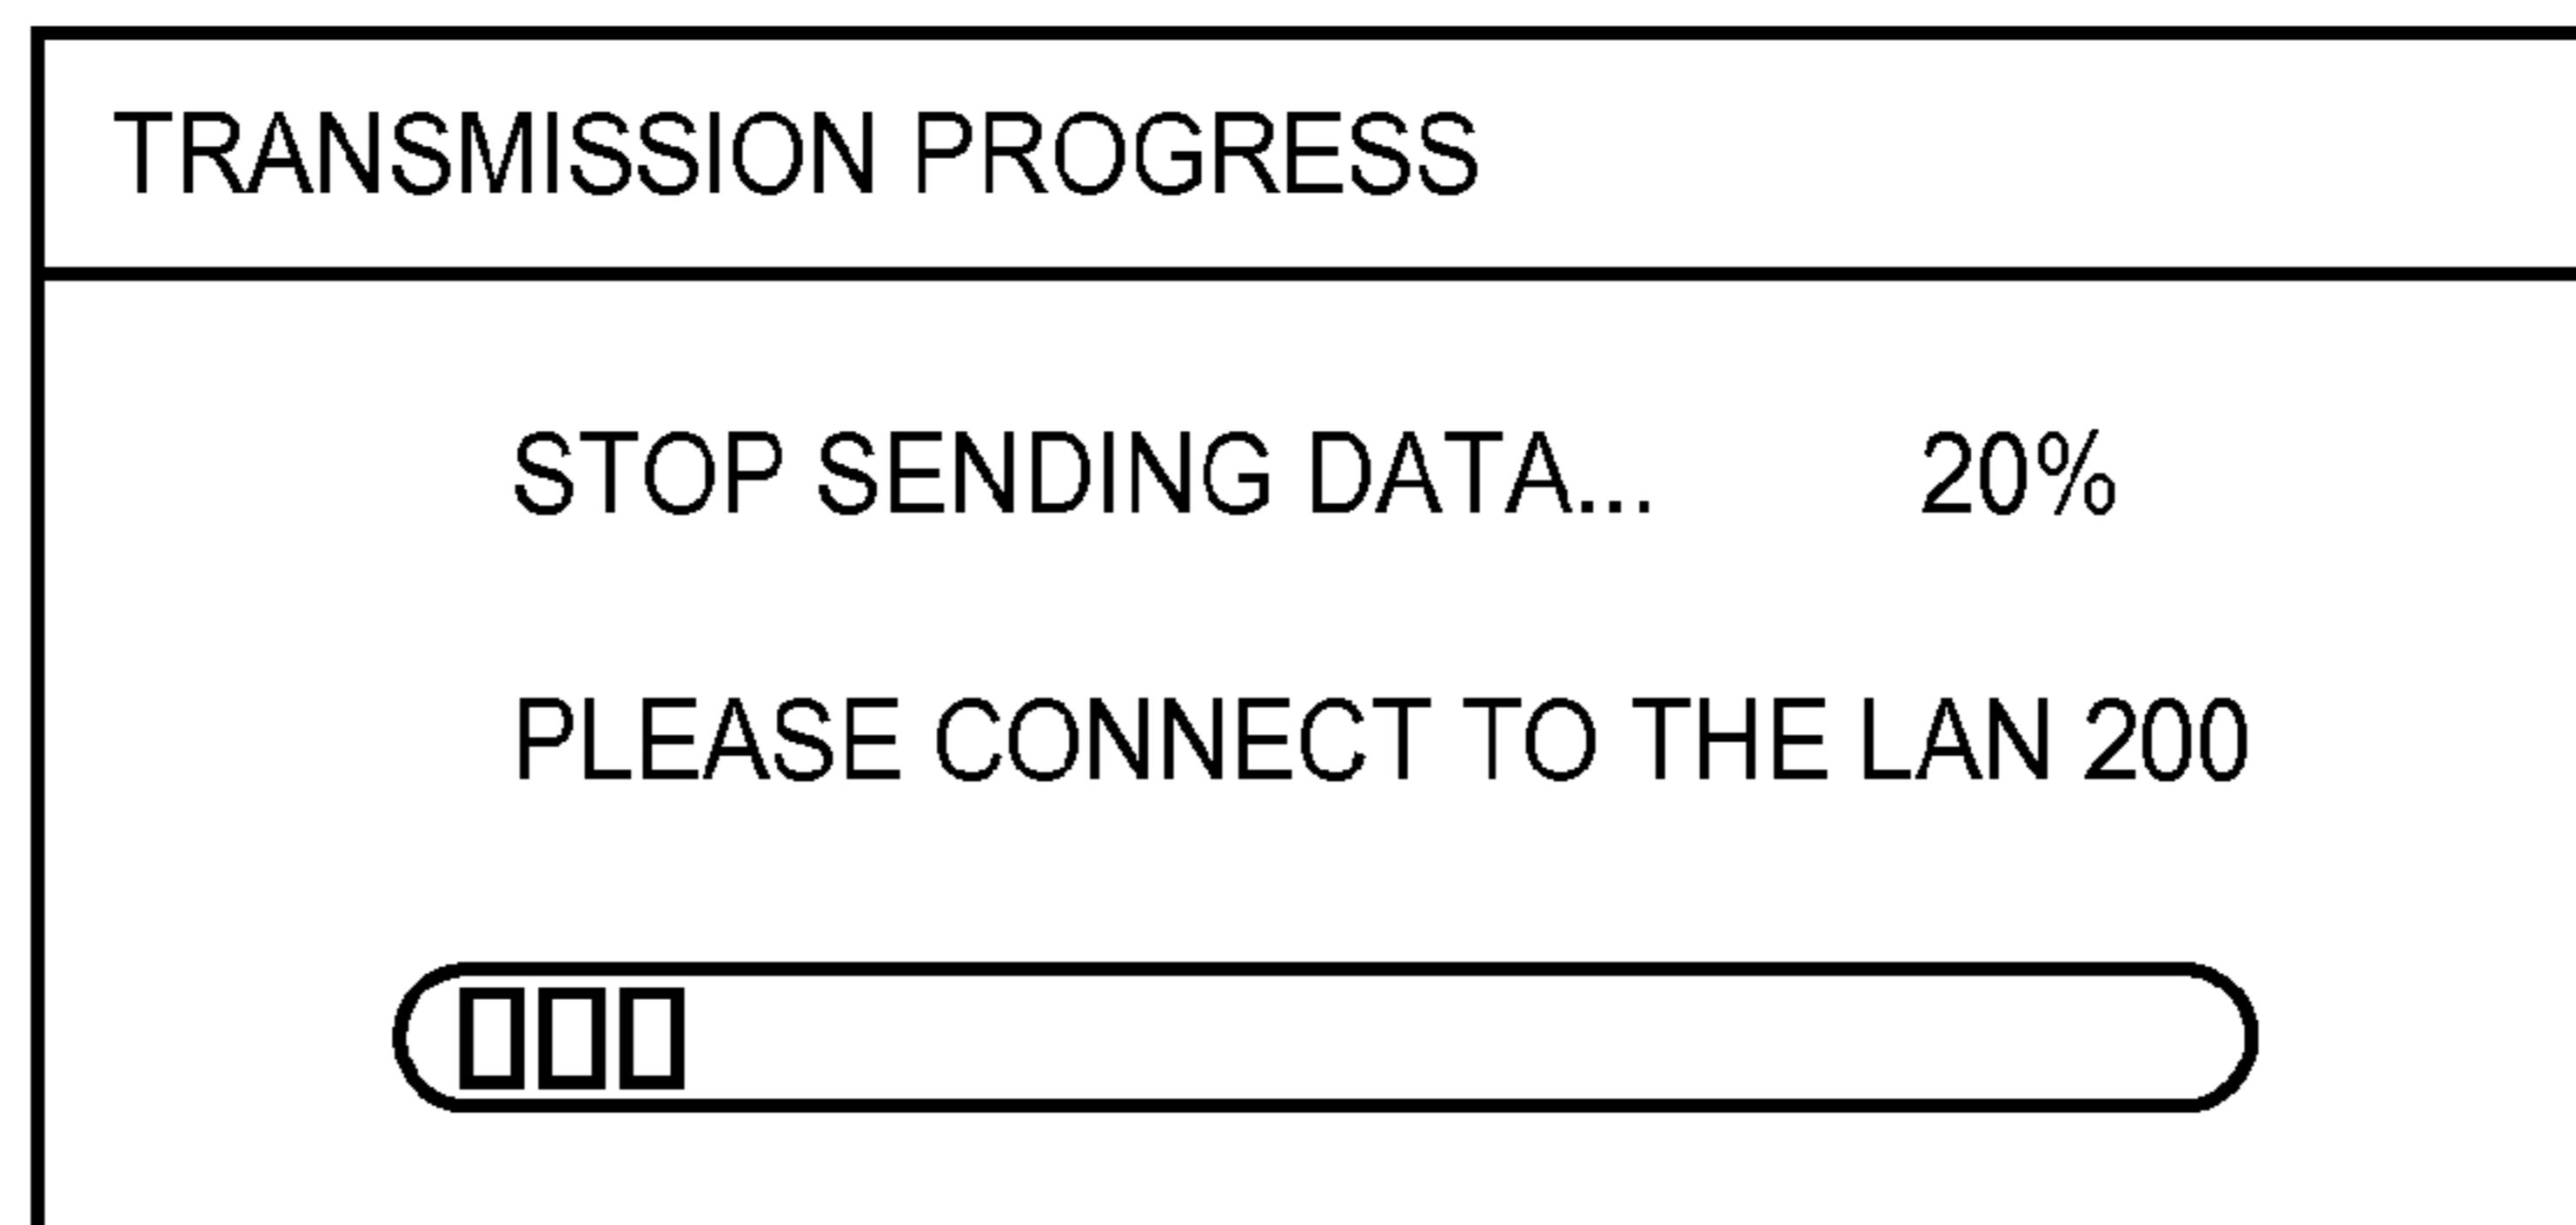 TRANSMISSION PROGRESS
STOP SENDING DATA... 20%
PLEASE CONNECT TO THE LAN 200